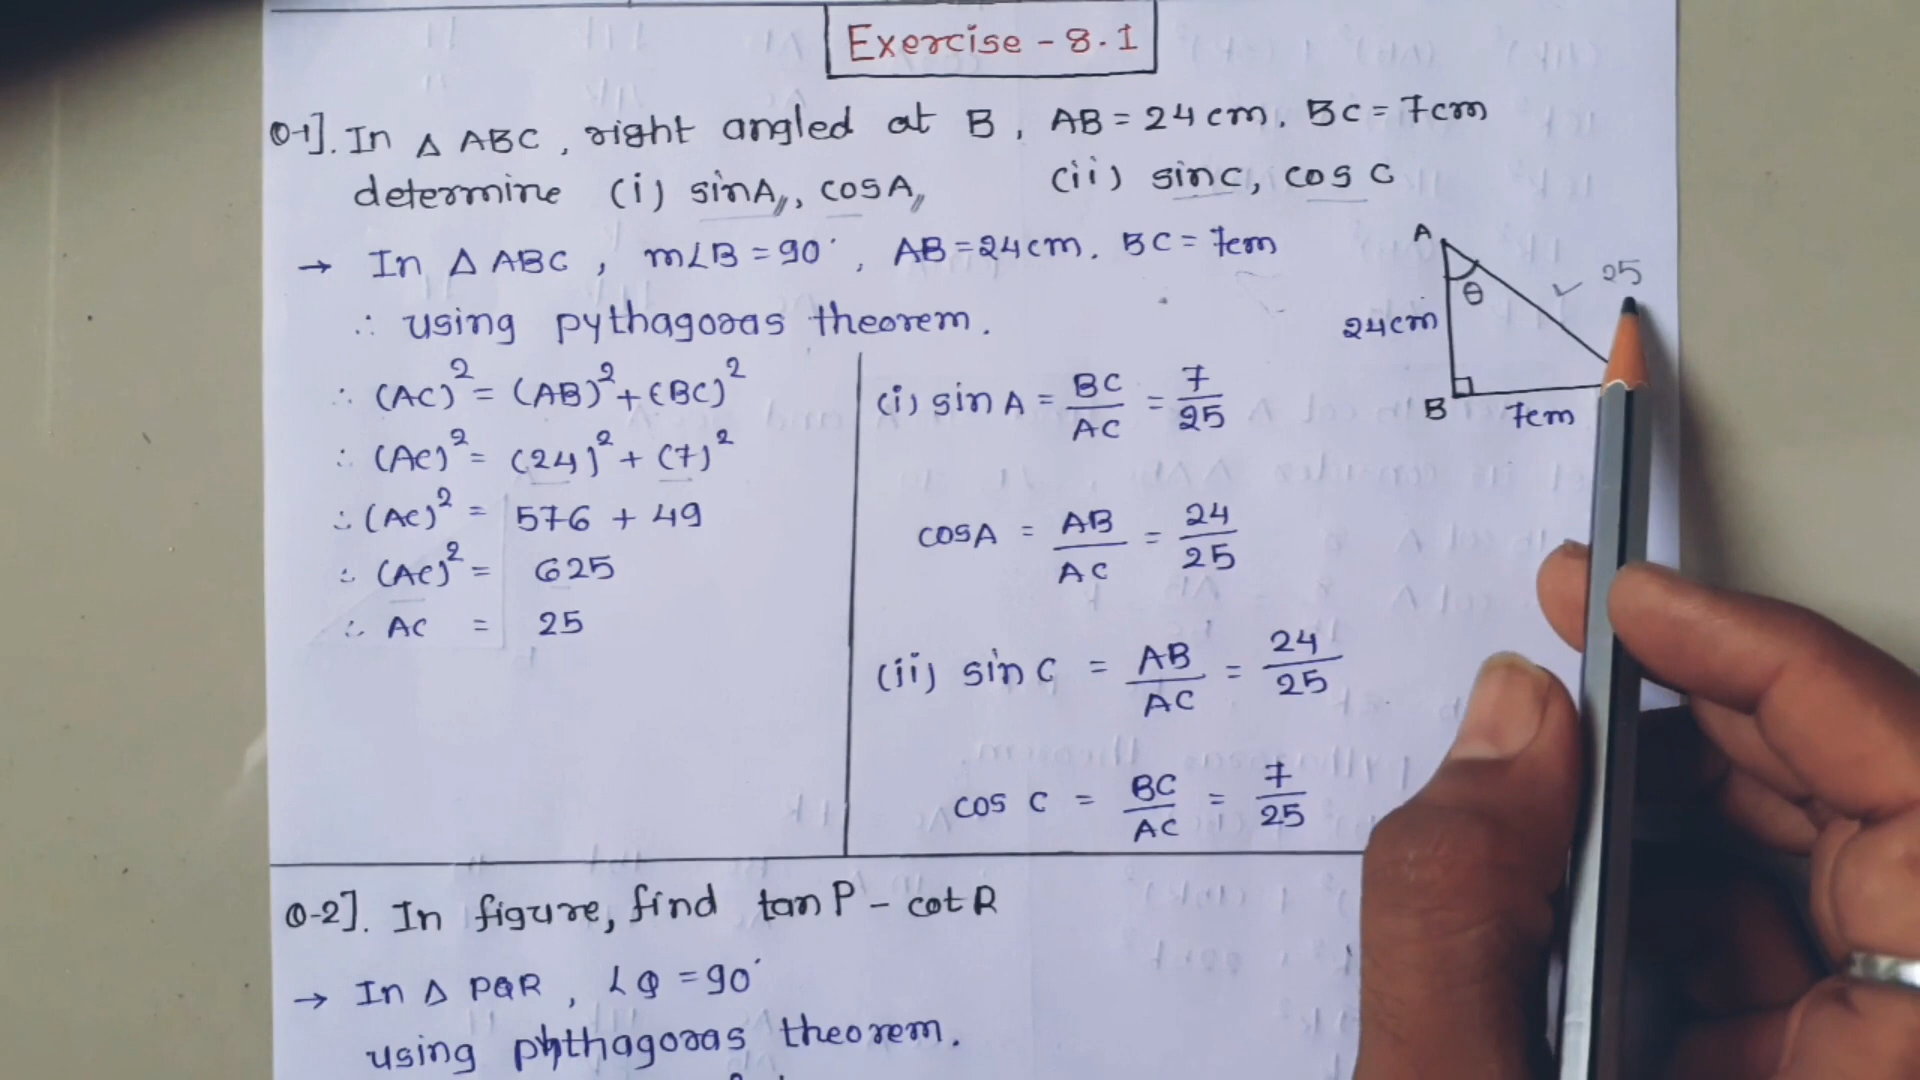 Exercise - 8.1
Q-1]. In △ ABC, right angled at B, AB = 24 cm. BC = 7cm
determine (i) sinA, cosA, (ii) sinC, cos C
→ In △ ABC, m∠B = 90°, AB = 24 cm. BC = 7cm
∴ using pythagoras theorem.
∴ (AC)² = (AB)² + (BC)²
∴ (AC)² = (24)² + (7)²
∴ (AC)² = 576 + 49
∴ (AC)² = 625
∴ AC = 25
(i) sin A = BC/AC = 7/25
cosA = AB/AC = 24/25
(ii) sin C = AB/AC = 24/25
cos C = BC/AC = 7/25
A
θ
25
24cm
B
7cm
Q-2]. In figure, find tan P - cot R
→ In △ PQR, ∠Q = 90°
using phthagoras theorem.